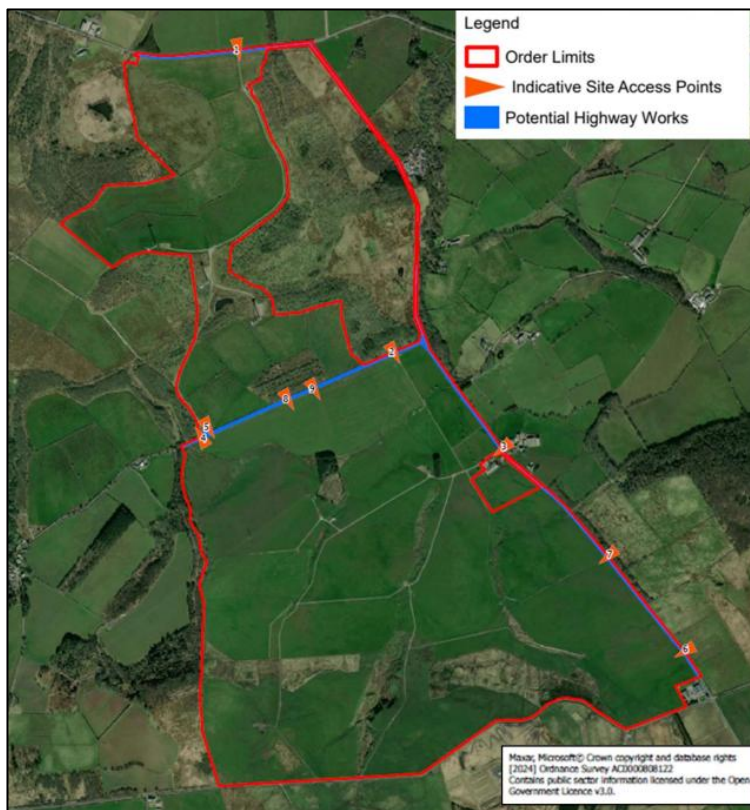 Legend
Order Limits
Indicative Site Access Points
Potential Highway Works
1
2
8
9
5
4
3
7
6
Maxar, Microsoft© Crown copyright and database rights
[2024] Ordnance Survey AC0000808122
Contains public sector information licensed under the Open
Government Licence v3.0.